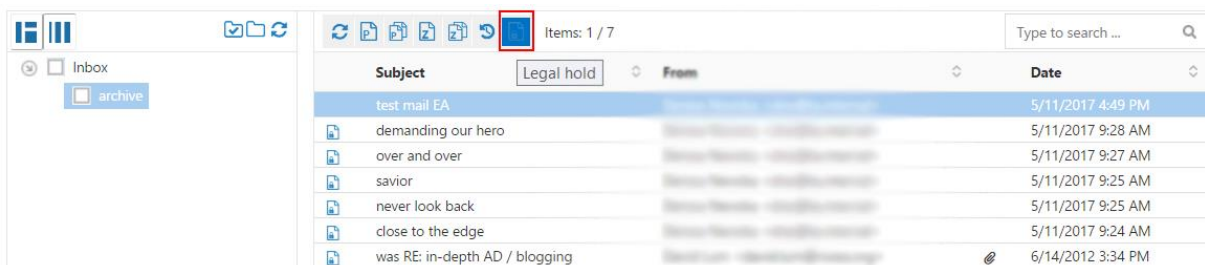 Items: 1 / 7
Type to search ...
Inbox
archive
Subject
Legal hold
From
Date
test mail EA 5/11/2017 4:49 PM
demanding our hero 5/11/2017 9:28 AM
over and over 5/11/2017 9:27 AM
savior 5/11/2017 9:25 AM
never look back 5/11/2017 9:25 AM
close to the edge 5/11/2017 9:24 AM
was RE: in-depth AD / blogging 6/14/2012 3:34 PM